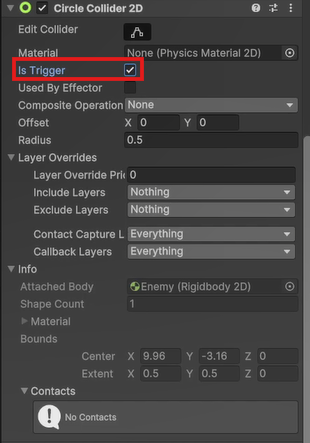 Circle Collider 2D
Edit Collider
Material None (Physics Material 2D)
Is Trigger
Used By Effector
Composite Operation None
Offset X 0 Y 0
Radius 0.5
Layer Overrides
Layer Override Pri 0
Include Layers Nothing
Exclude Layers Nothing
Contact Capture L Everything
Callback Layers Everything
Info
Attached Body Enemy (Rigidbody 2D)
Shape Count 1
Material
Bounds
Center X 9.96 Y -3.16 Z 0
Extent X 0.5 Y 0.5 Z 0
Contacts
No Contacts